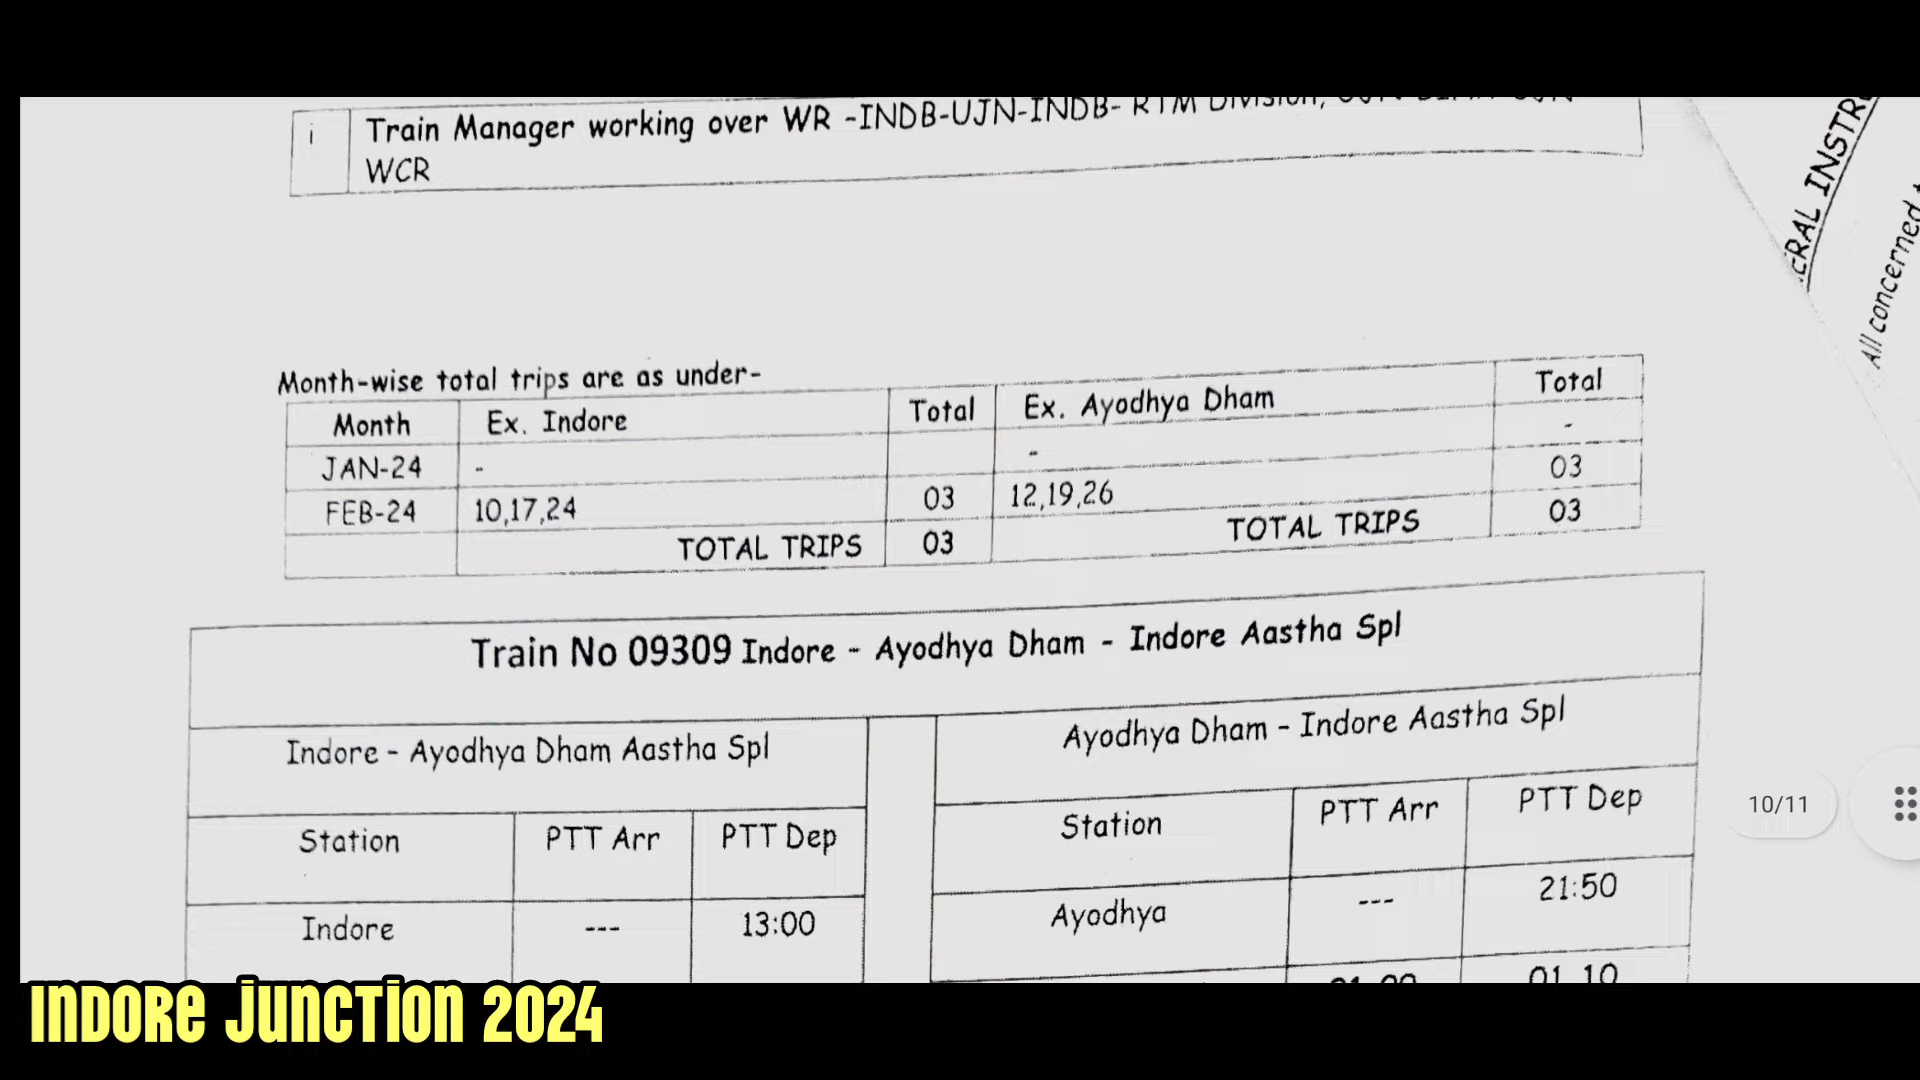 i Train Manager working over WR -INDB-UJN-INDB- RTM Division,
WCR
ERAL INSTR
All concerned
Month-wise total trips are as under-
Month Ex. Indore Total Ex. Ayodhya Dham Total
JAN-24 - - -
FEB-24 10,17,24 03 12,19,26 03
TOTAL TRIPS 03 TOTAL TRIPS 03
Train No 09309 Indore - Ayodhya Dham - Indore Aastha Spl
Indore - Ayodhya Dham Aastha Spl Ayodhya Dham - Indore Aastha Spl
Station PTT Arr PTT Dep Station PTT Arr PTT Dep
Indore --- 13:00 Ayodhya --- 21:50
10/11
INDORE JUNCTION 2024